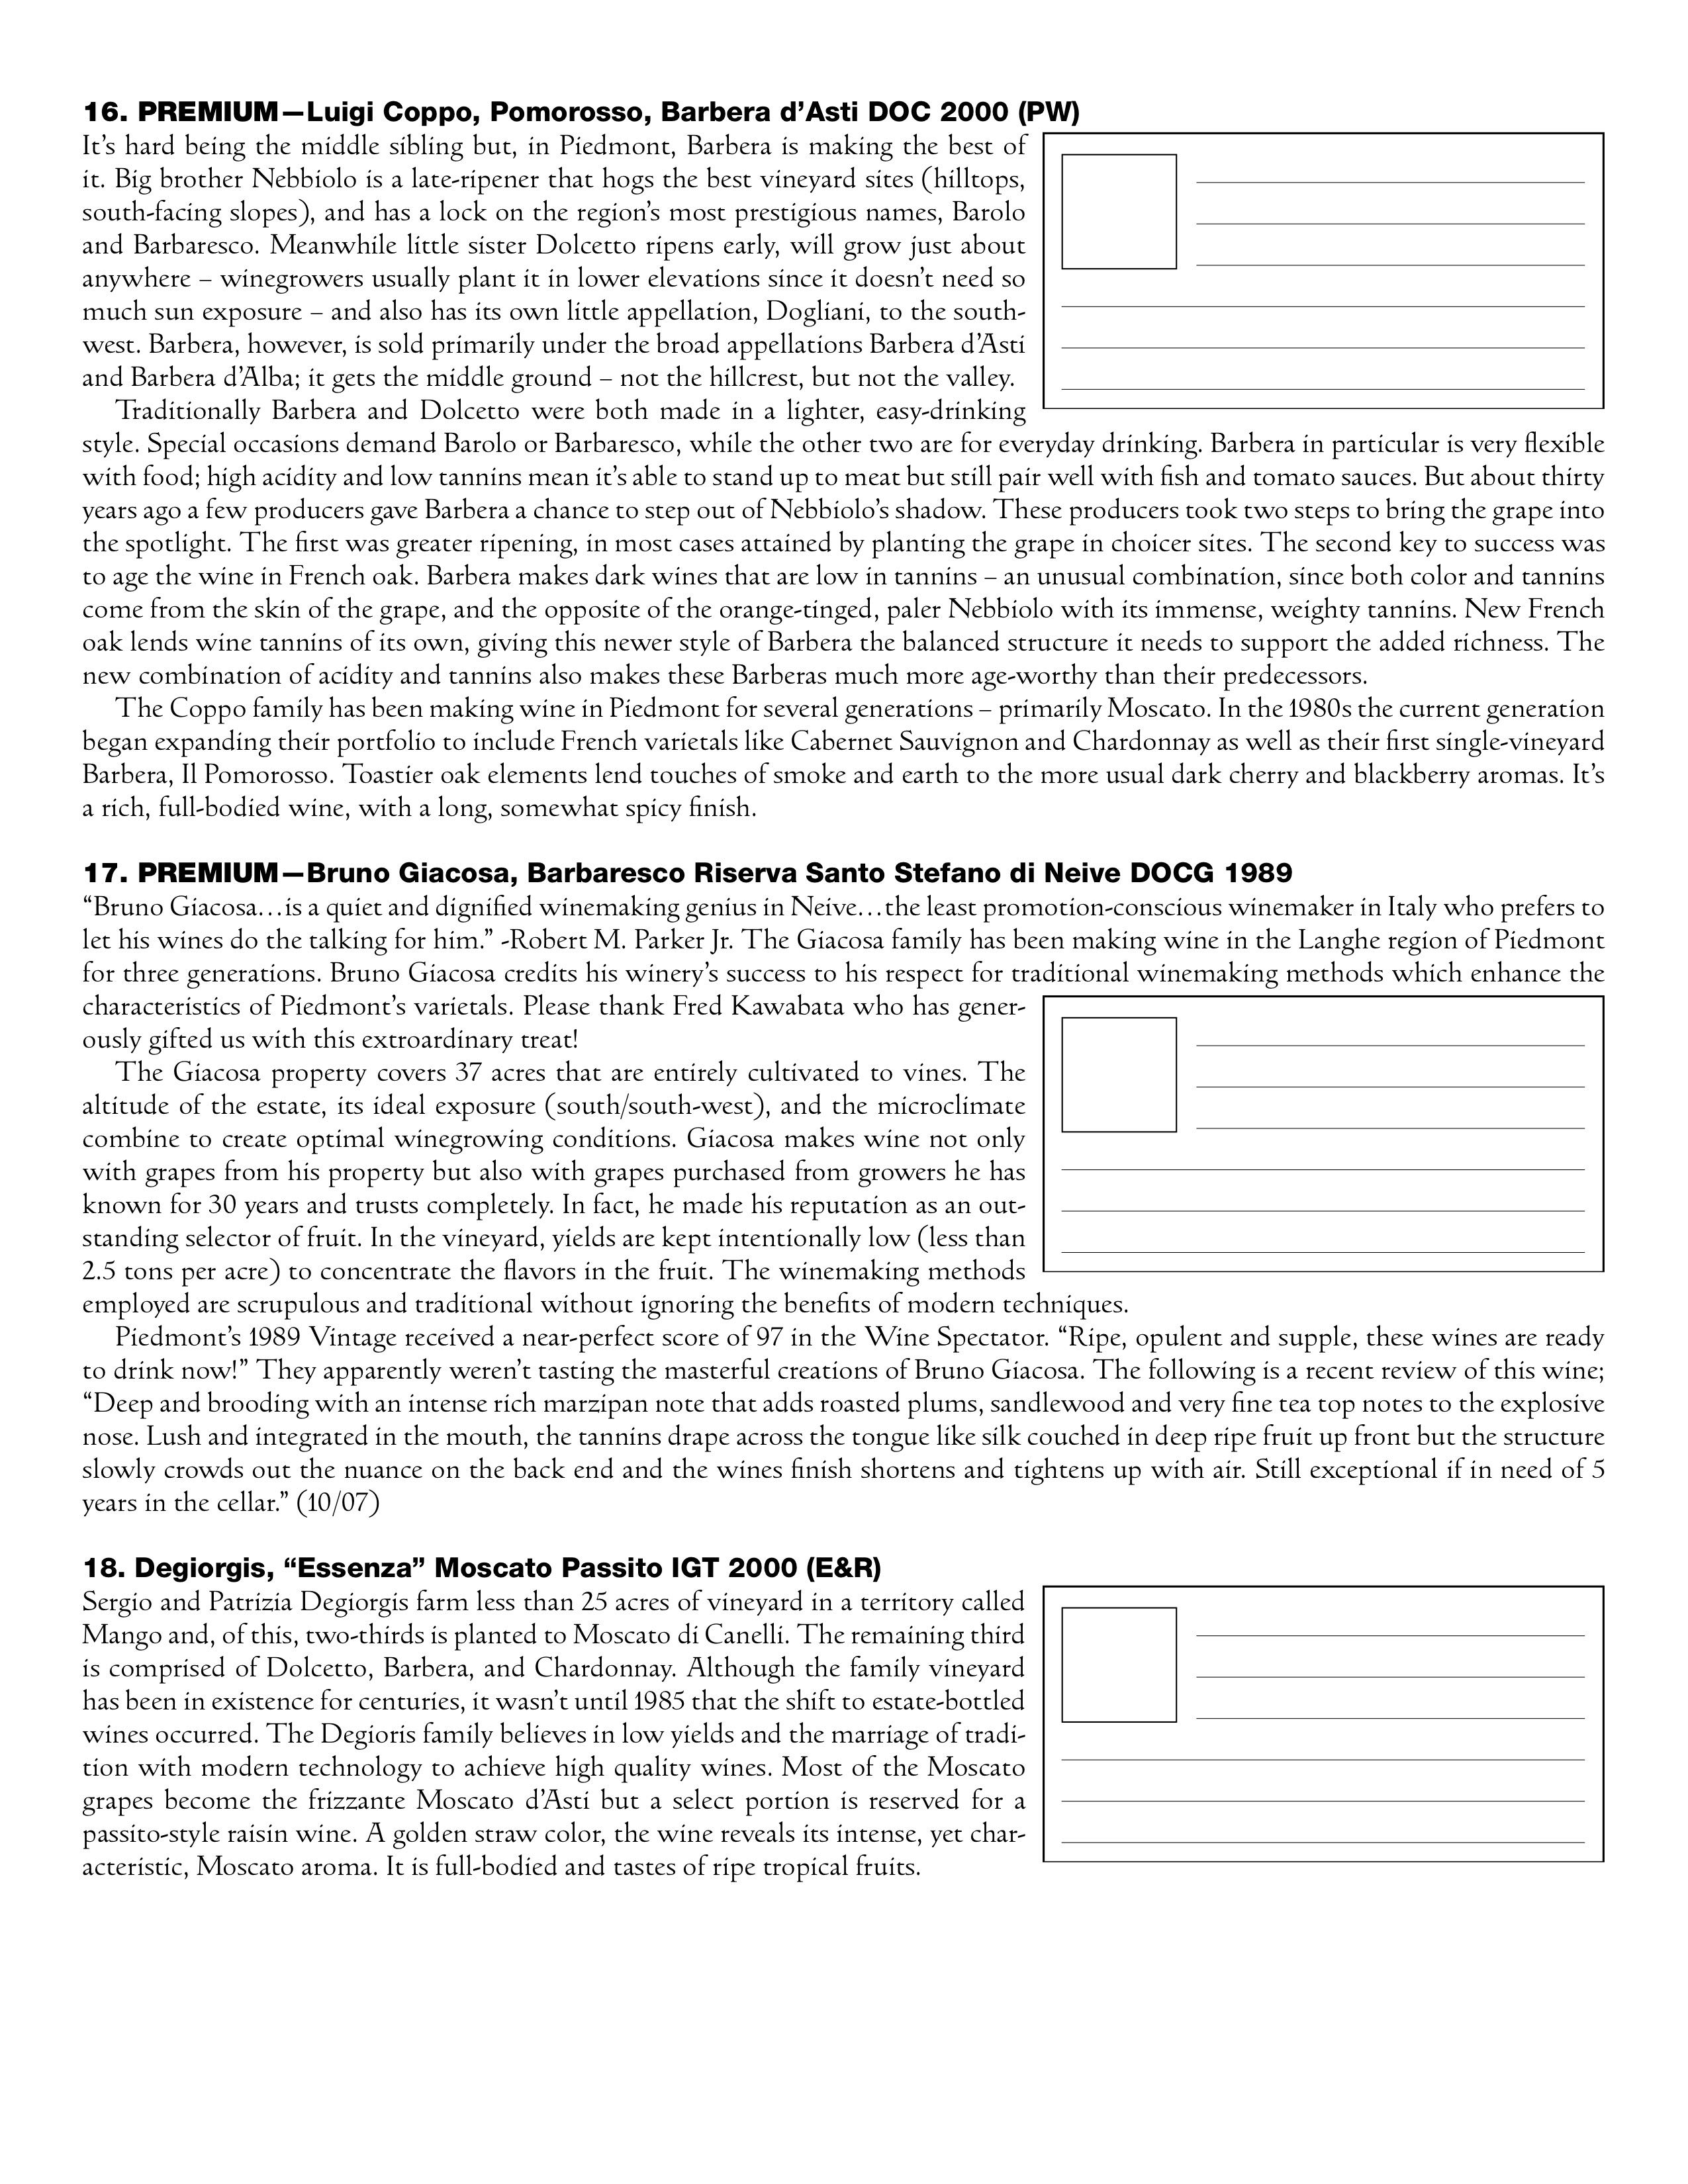 16. PREMIUM—Luigi Coppo, Pomorosso, Barbera d’Asti DOC 2000 (PW)
It’s hard being the middle sibling but, in Piedmont, Barbera is making the best of
it. Big brother Nebbiolo is a late-ripener that hogs the best vineyard sites (hilltops,
south-facing slopes), and has a lock on the region’s most prestigious names, Barolo
and Barbaresco. Meanwhile little sister Dolcetto ripens early, will grow just about
anywhere – winegrowers usually plant it in lower elevations since it doesn’t need so
much sun exposure – and also has its own little appellation, Dogliani, to the south-
west. Barbera, however, is sold primarily under the broad appellations Barbera d’Asti
and Barbera d’Alba; it gets the middle ground – not the hillcrest, but not the valley.
Traditionally Barbera and Dolcetto were both made in a lighter, easy-drinking
style. Special occasions demand Barolo or Barbaresco, while the other two are for everyday drinking. Barbera in particular is very flexible
with food; high acidity and low tannins mean it’s able to stand up to meat but still pair well with fish and tomato sauces. But about thirty
years ago a few producers gave Barbera a chance to step out of Nebbiolo’s shadow. These producers took two steps to bring the grape into
the spotlight. The first was greater ripening, in most cases attained by planting the grape in choicer sites. The second key to success was
to age the wine in French oak. Barbera makes dark wines that are low in tannins – an unusual combination, since both color and tannins
come from the skin of the grape, and the opposite of the orange-tinged, paler Nebbiolo with its immense, weighty tannins. New French
oak lends wine tannins of its own, giving this newer style of Barbera the balanced structure it needs to support the added richness. The
new combination of acidity and tannins also makes these Barberas much more age-worthy than their predecessors.
The Coppo family has been making wine in Piedmont for several generations – primarily Moscato. In the 1980s the current generation
began expanding their portfolio to include French varietals like Cabernet Sauvignon and Chardonnay as well as their first single-vineyard
Barbera, Il Pomorosso. Toastier oak elements lend touches of smoke and earth to the more usual dark cherry and blackberry aromas. It’s
a rich, full-bodied wine, with a long, somewhat spicy finish.
17. PREMIUM—Bruno Giacosa, Barbaresco Riserva Santo Stefano di Neive DOCG 1989
“Bruno Giacosa…is a quiet and dignified winemaking genius in Neive…the least promotion-conscious winemaker in Italy who prefers to
let his wines do the talking for him.” -Robert M. Parker Jr. The Giacosa family has been making wine in the Langhe region of Piedmont
for three generations. Bruno Giacosa credits his winery’s success to his respect for traditional winemaking methods which enhance the
characteristics of Piedmont’s varietals. Please thank Fred Kawabata who has gener-
ously gifted us with this extroardinary treat!
The Giacosa property covers 37 acres that are entirely cultivated to vines. The
altitude of the estate, its ideal exposure (south/south-west), and the microclimate
combine to create optimal winegrowing conditions. Giacosa makes wine not only
with grapes from his property but also with grapes purchased from growers he has
known for 30 years and trusts completely. In fact, he made his reputation as an out-
standing selector of fruit. In the vineyard, yields are kept intentionally low (less than
2.5 tons per acre) to concentrate the flavors in the fruit. The winemaking methods
employed are scrupulous and traditional without ignoring the benefits of modern techniques.
Piedmont’s 1989 Vintage received a near-perfect score of 97 in the Wine Spectator. “Ripe, opulent and supple, these wines are ready
to drink now!” They apparently weren’t tasting the masterful creations of Bruno Giacosa. The following is a recent review of this wine;
“Deep and brooding with an intense rich marzipan note that adds roasted plums, sandlewood and very fine tea top notes to the explosive
nose. Lush and integrated in the mouth, the tannins drape across the tongue like silk couched in deep ripe fruit up front but the structure
slowly crowds out the nuance on the back end and the wines finish shortens and tightens up with air. Still exceptional if in need of 5
years in the cellar.” (10/07)
18. Degiorgis, “Essenza” Moscato Passito IGT 2000 (E&R)
Sergio and Patrizia Degiorgis farm less than 25 acres of vineyard in a territory called
Mango and, of this, two-thirds is planted to Moscato di Canelli. The remaining third
is comprised of Dolcetto, Barbera, and Chardonnay. Although the family vineyard
has been in existence for centuries, it wasn’t until 1985 that the shift to estate-bottled
wines occurred. The Degioris family believes in low yields and the marriage of tradi-
tion with modern technology to achieve high quality wines. Most of the Moscato
grapes become the frizzante Moscato d’Asti but a select portion is reserved for a
passito-style raisin wine. A golden straw color, the wine reveals its intense, yet char-
acteristic, Moscato aroma. It is full-bodied and tastes of ripe tropical fruits.